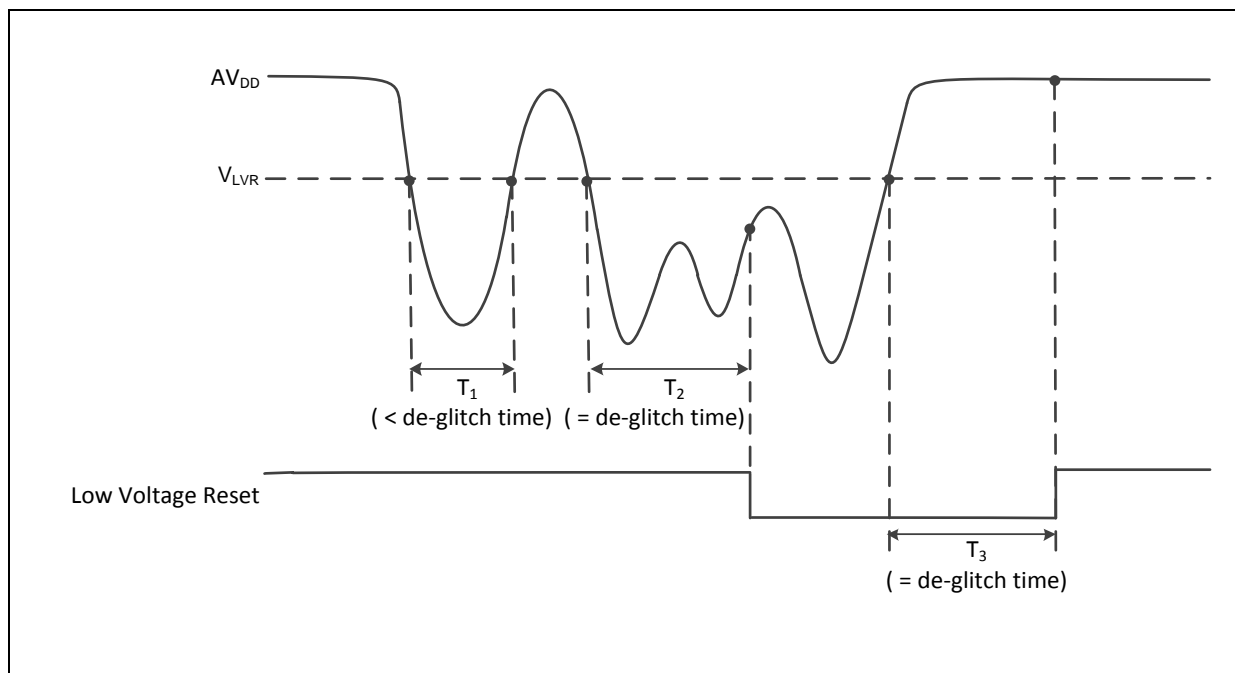 AVDD
VLVR
T1
( < de-glitch time)
T2
( = de-glitch time)
Low Voltage Reset
T3
( = de-glitch time)